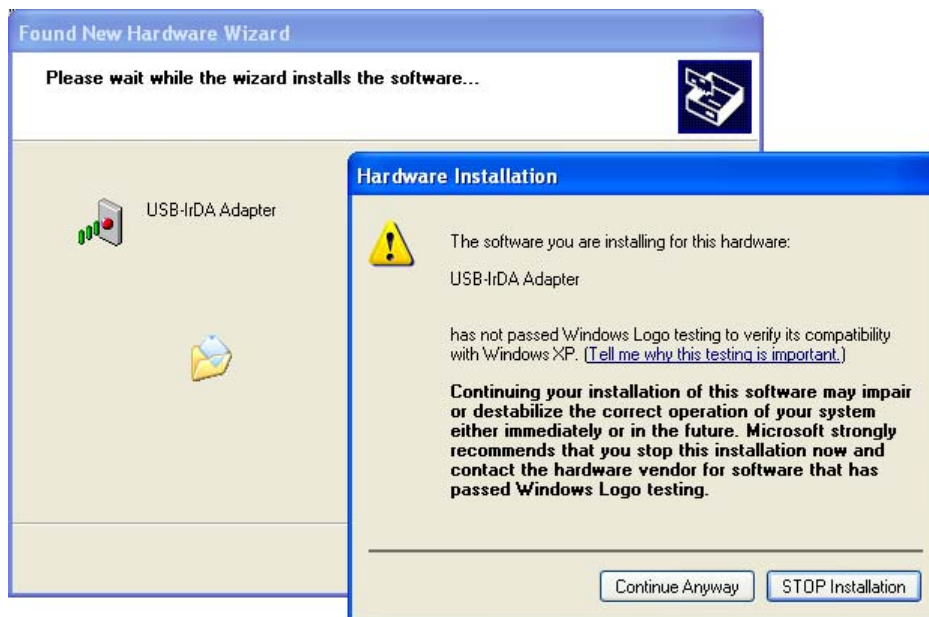 Found New Hardware Wizard
Please wait while the wizard installs the software...
USB-IrDA Adapter
Hardware Installation
The software you are installing for this hardware:
USB-IrDA Adapter
has not passed Windows Logo testing to verify its compatibility
with Windows XP. (Tell me why this testing is important.)
Continuing your installation of this software may impair
or destabilize the correct operation of your system
either immediately or in the future. Microsoft strongly
recommends that you stop this installation now and
contact the hardware vendor for software that has
passed Windows Logo testing.
Continue Anyway
STOP Installation